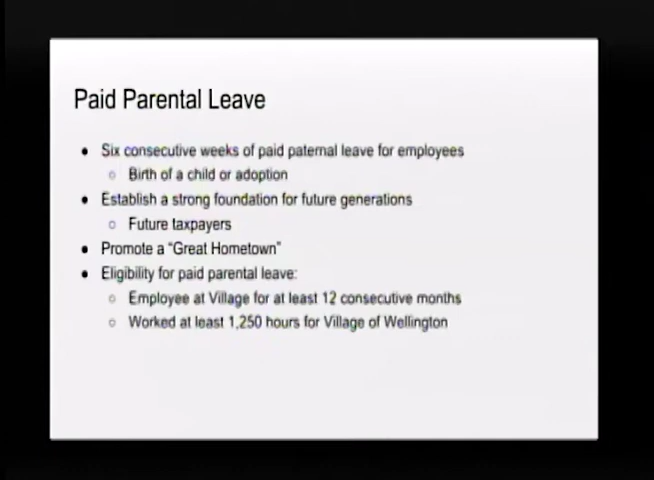 Paid Parental Leave
● Six consecutive weeks of paid paternal leave for employees
○ Birth of a child or adoption
● Establish a strong foundation for future generations
○ Future taxpayers
● Promote a "Great Hometown"
● Eligibility for paid parental leave:
○ Employee at Village for at least 12 consecutive months
○ Worked at least 1,250 hours for Village of Wellington